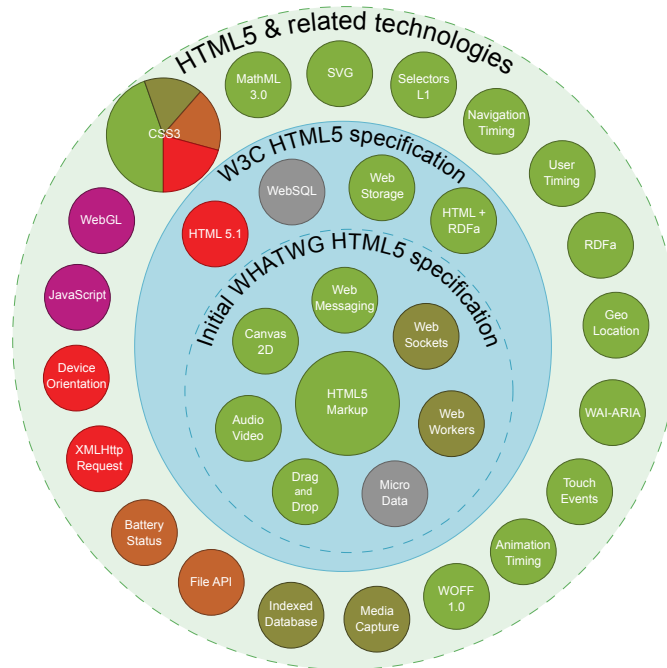 HTML5 & related technologies
MathML
3.0
SVG
Selectors
L1
Navigation
Timing
User
Timing
RDFa
Geo
Location
WAI-ARIA
Touch
Events
Animation
Timing
WOFF
1.0
Media
Capture
Indexed
Database
File API
Battery
Status
XMLHttp
Request
Device
Orientation
JavaScript
WebGL
CSS3
W3C HTML5 specification
HTML 5.1
WebSQL
Web
Storage
HTML +
RDFa
Initial WHATWG HTML5 specification
Web
Messaging
Web
Sockets
Web
Workers
Micro
Data
Drag
and
Drop
Audio
Video
Canvas
2D
HTML5
Markup